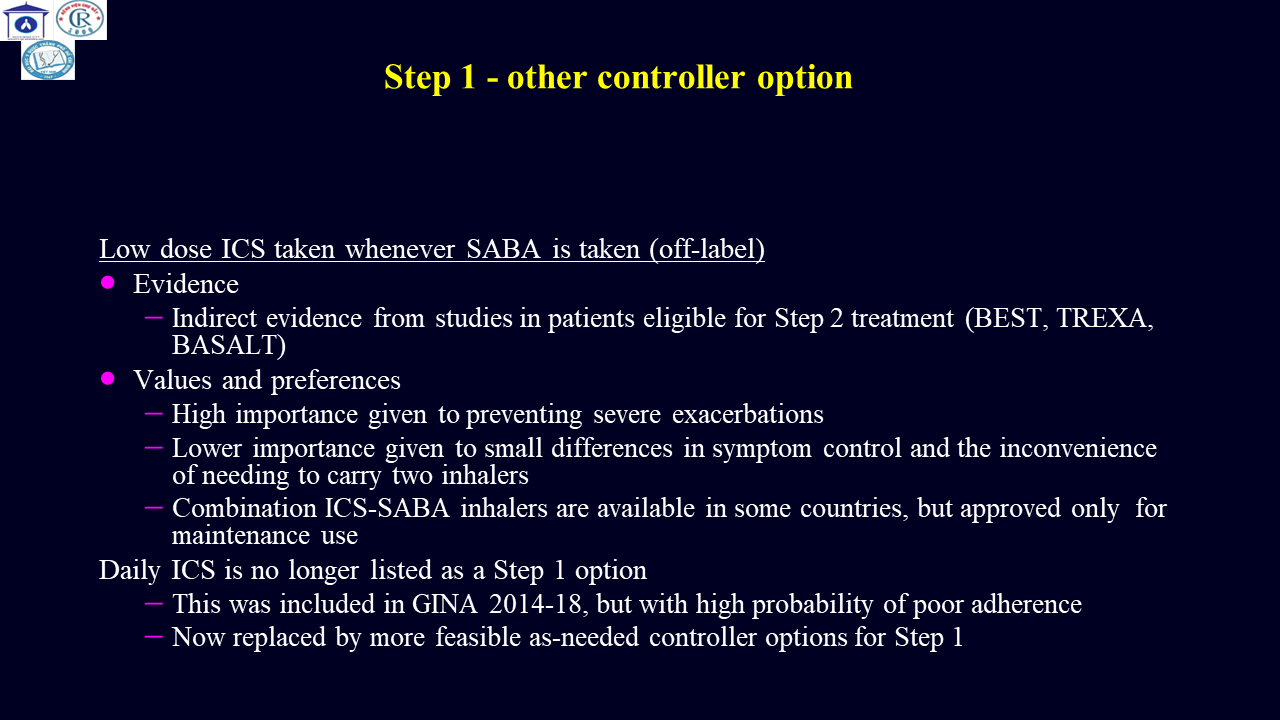 Step 1 - other controller option
Low dose ICS taken whenever SABA is taken (off-label)
● Evidence
– Indirect evidence from studies in patients eligible for Step 2 treatment (BEST, TREXA,
BASALT)
● Values and preferences
– High importance given to preventing severe exacerbations
– Lower importance given to small differences in symptom control and the inconvenience
of needing to carry two inhalers
– Combination ICS-SABA inhalers are available in some countries, but approved only for
maintenance use
Daily ICS is no longer listed as a Step 1 option
– This was included in GINA 2014-18, but with high probability of poor adherence
– Now replaced by more feasible as-needed controller options for Step 1